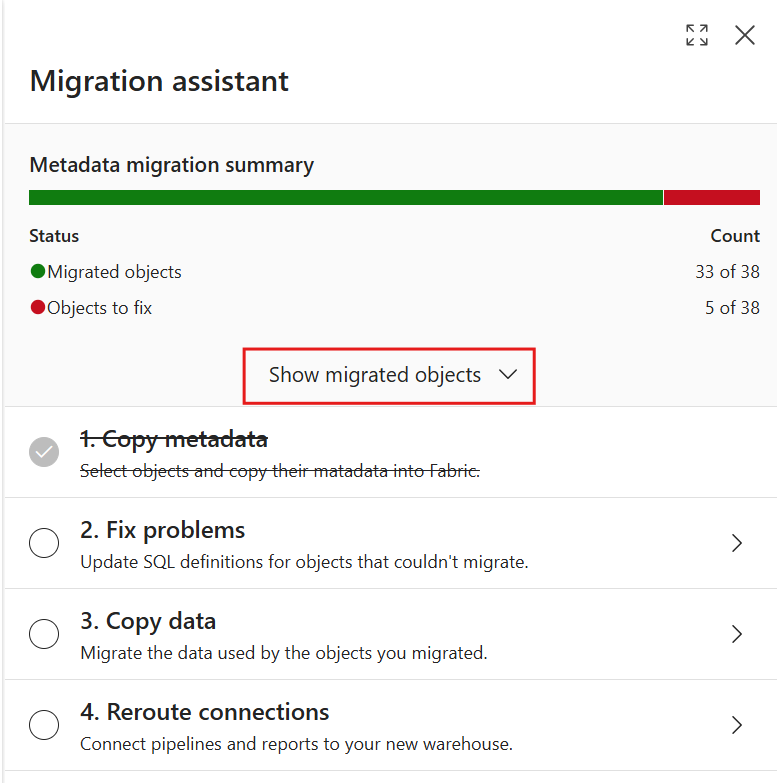 Migration assistant
Metadata migration summary
Status Count
Migrated objects 33 of 38
Objects to fix 5 of 38
Show migrated objects
1. Copy metadata
Select objects and copy their matadata into Fabric.
2. Fix problems
Update SQL definitions for objects that couldn't migrate.
3. Copy data
Migrate the data used by the objects you migrated.
4. Reroute connections
Connect pipelines and reports to your new warehouse.